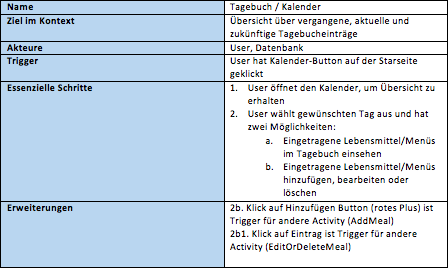 Name Tagebuch / Kalender
Ziel im Kontext Übersicht über vergangene, aktuelle und
zukünftige Tagebucheinträge
Akteure User, Datenbank
Trigger User hat Kalender-Button auf der Starseite
geklickt
Essenzielle Schritte 1. User öffnet den Kalender, um Übersicht zu
erhalten
2. User wählt gewünschten Tag aus und hat
zwei Möglichkeiten:
a. Eingetragene Lebensmittel/Menüs
im Tagebuch einsehen
b. Eingetragene Lebensmittel/Menüs
hinzufügen, bearbeiten oder
löschen
Erweiterungen 2b. Klick auf Hinzufügen Button (rotes Plus) ist
Trigger für andere Activity (AddMeal)
2b1. Klick auf Eintrag ist Trigger für andere
Activity (EditOrDeleteMeal)